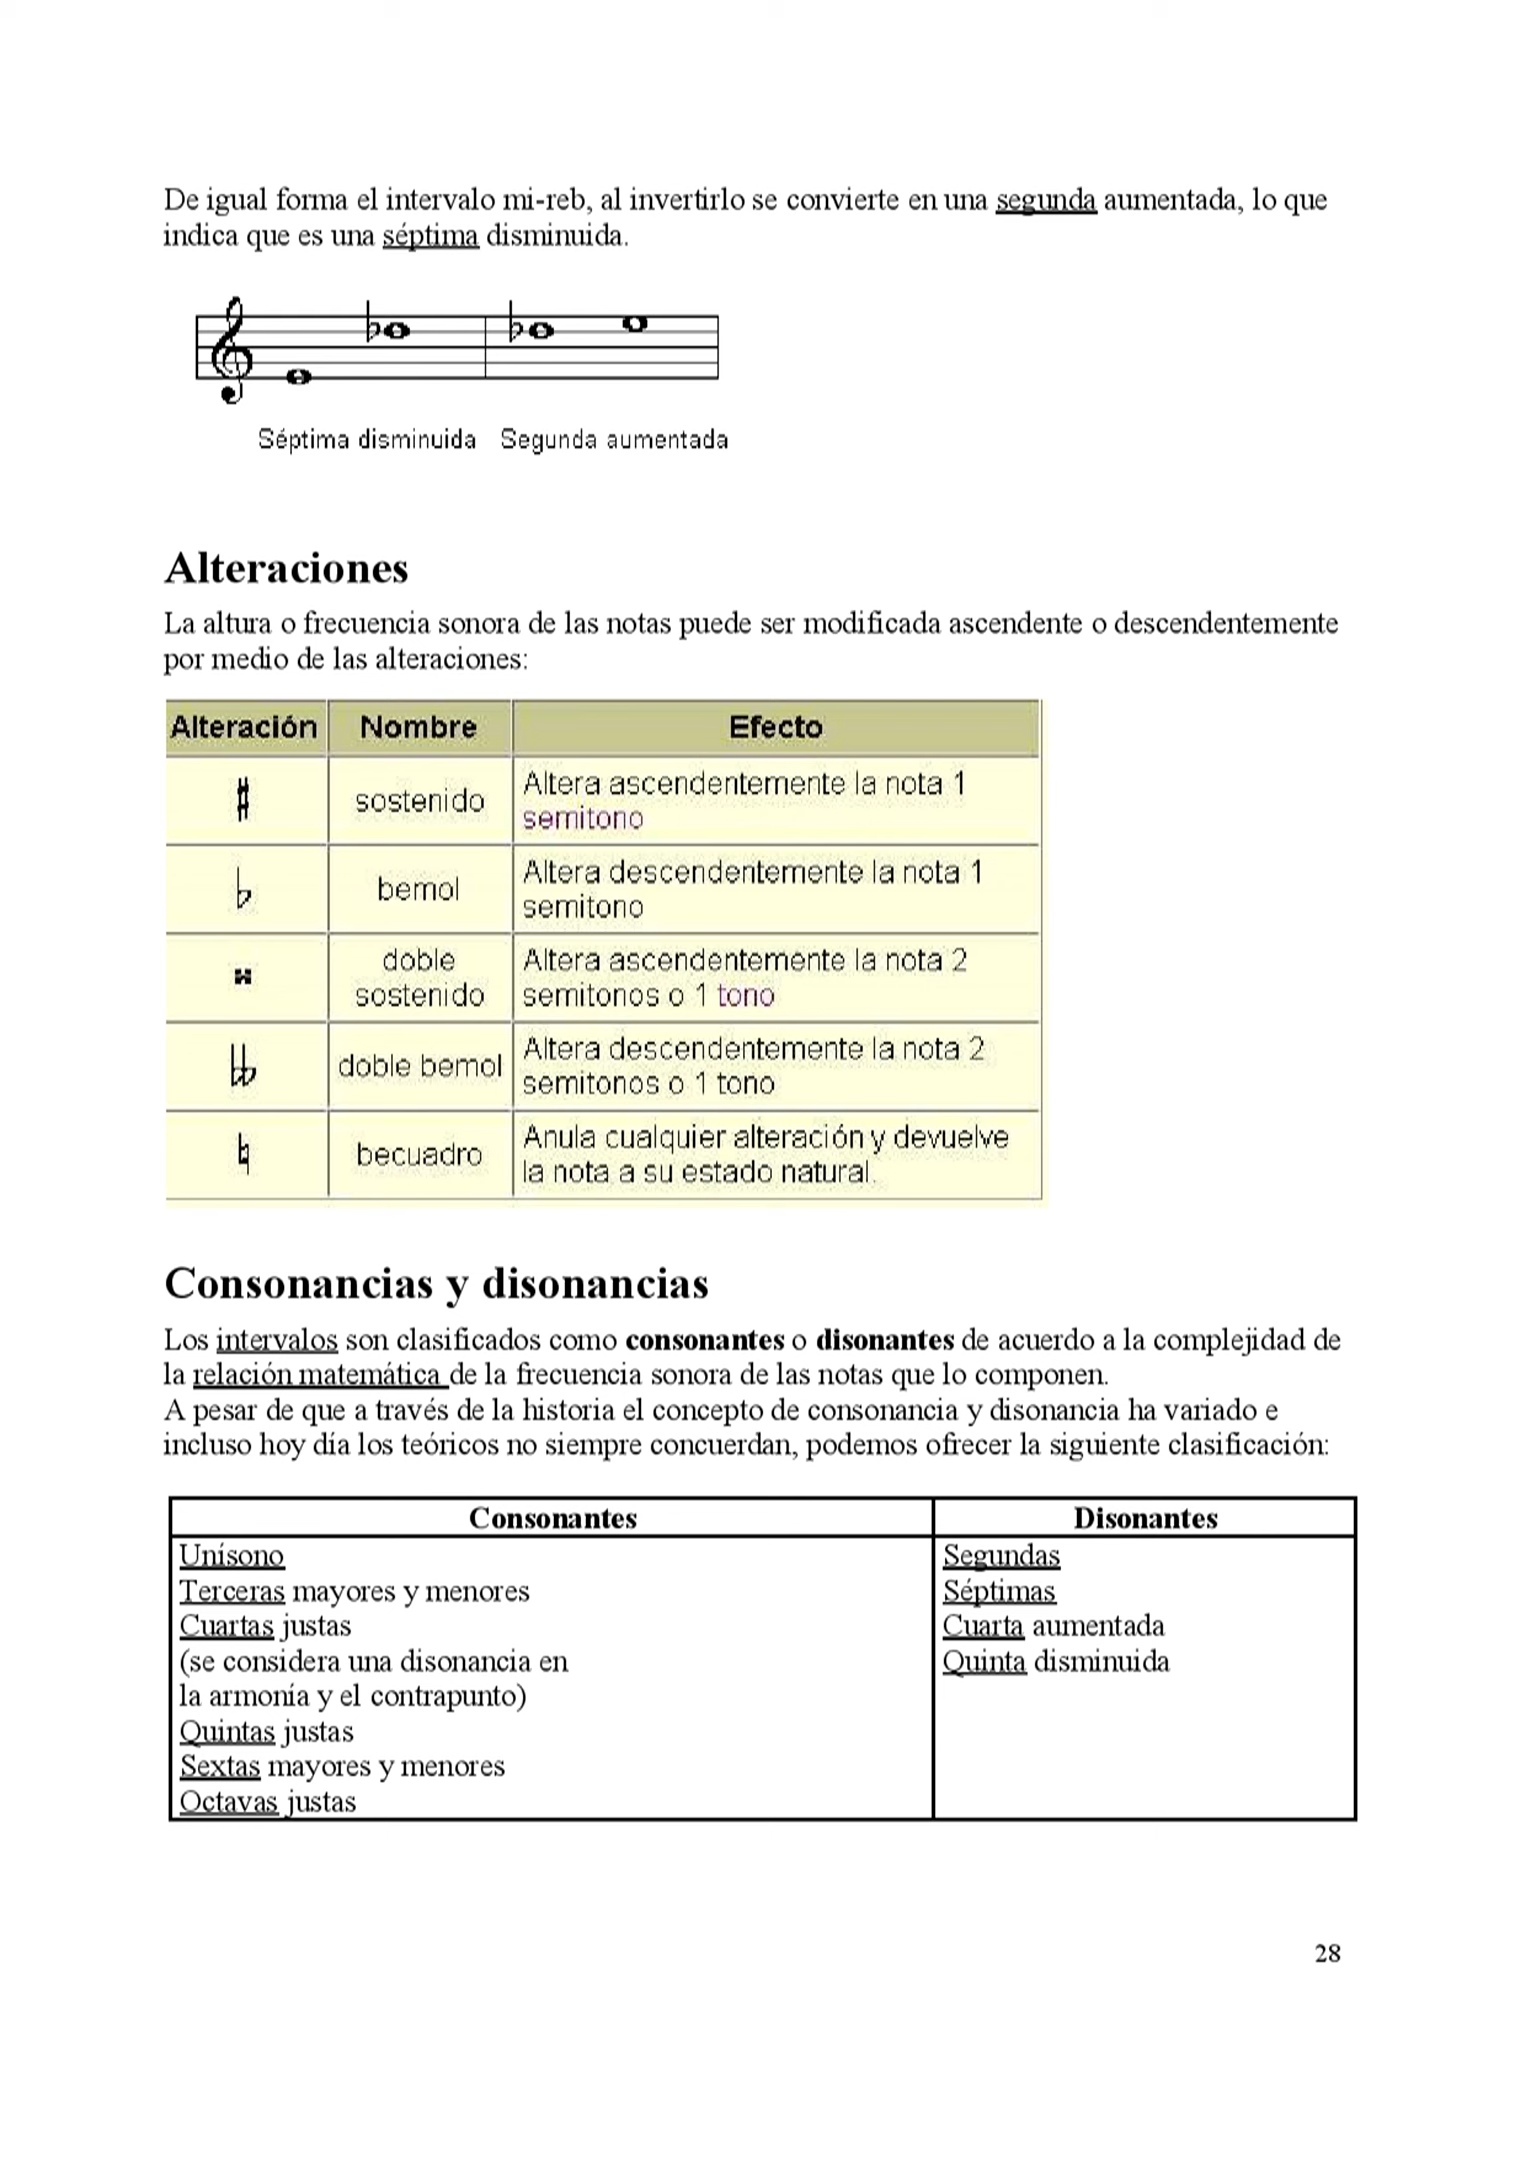 De igual forma el intervalo mi-reb, al invertirlo se convierte en una segunda aumentada, lo que
indica que es una séptima disminuida.
Séptima disminuida Segunda aumentada
Alteraciones
La altura o frecuencia sonora de las notas puede ser modificada ascendente o descendentemente
por medio de las alteraciones:
Alteración Nombre Efecto
♯ sostenido Altera ascendentemente la nota 1
semitono
♭ bemol Altera descendentemente la nota 1
semitono
𝄪 doble
sostenido
Altera ascendentemente la nota 2
semitonos o 1 tono
𝄫 doble bemol Altera descendentemente la nota 2
semitonos o 1 tono
♮ becuadro Anula cualquier alteración y devuelve
la nota a su estado natural.
Consonancias y disonancias
Los intervalos son clasificados como consonantes o disonantes de acuerdo a la complejidad de
la relación matemática de la frecuencia sonora de las notas que lo componen.
A pesar de que a través de la historia el concepto de consonancia y disonancia ha variado e
incluso hoy día los teóricos no siempre concuerdan, podemos ofrecer la siguiente clasificación:
Consonantes
Unísono
Terceras mayores y menores
Cuartas justas
(se considera una disonancia en
la armonía y el contrapunto)
Quintas justas
Sextas mayores y menores
Octavas justas
Disonantes
Segundas
Séptimas
Cuarta aumentada
Quinta disminuida
28